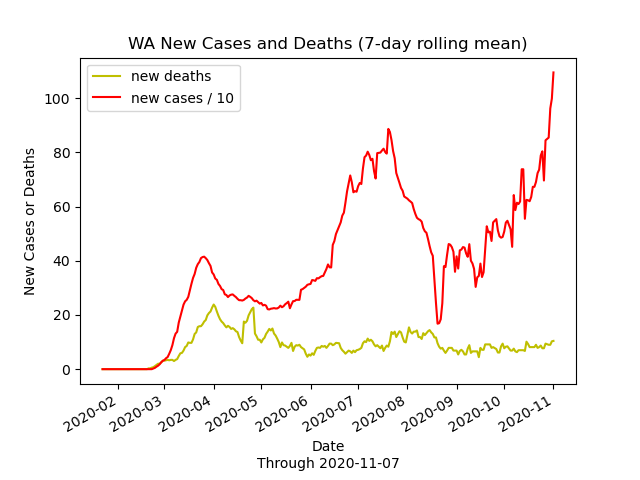 WA New Cases and Deaths (7-day rolling mean)
new deaths
new cases / 10
New Cases or Deaths
100
80
60
40
20
0
2020-02
2020-03
2020-04
2020-05
2020-06
2020-07
2020-08
2020-09
2020-10
2020-11
Date
Through 2020-11-07